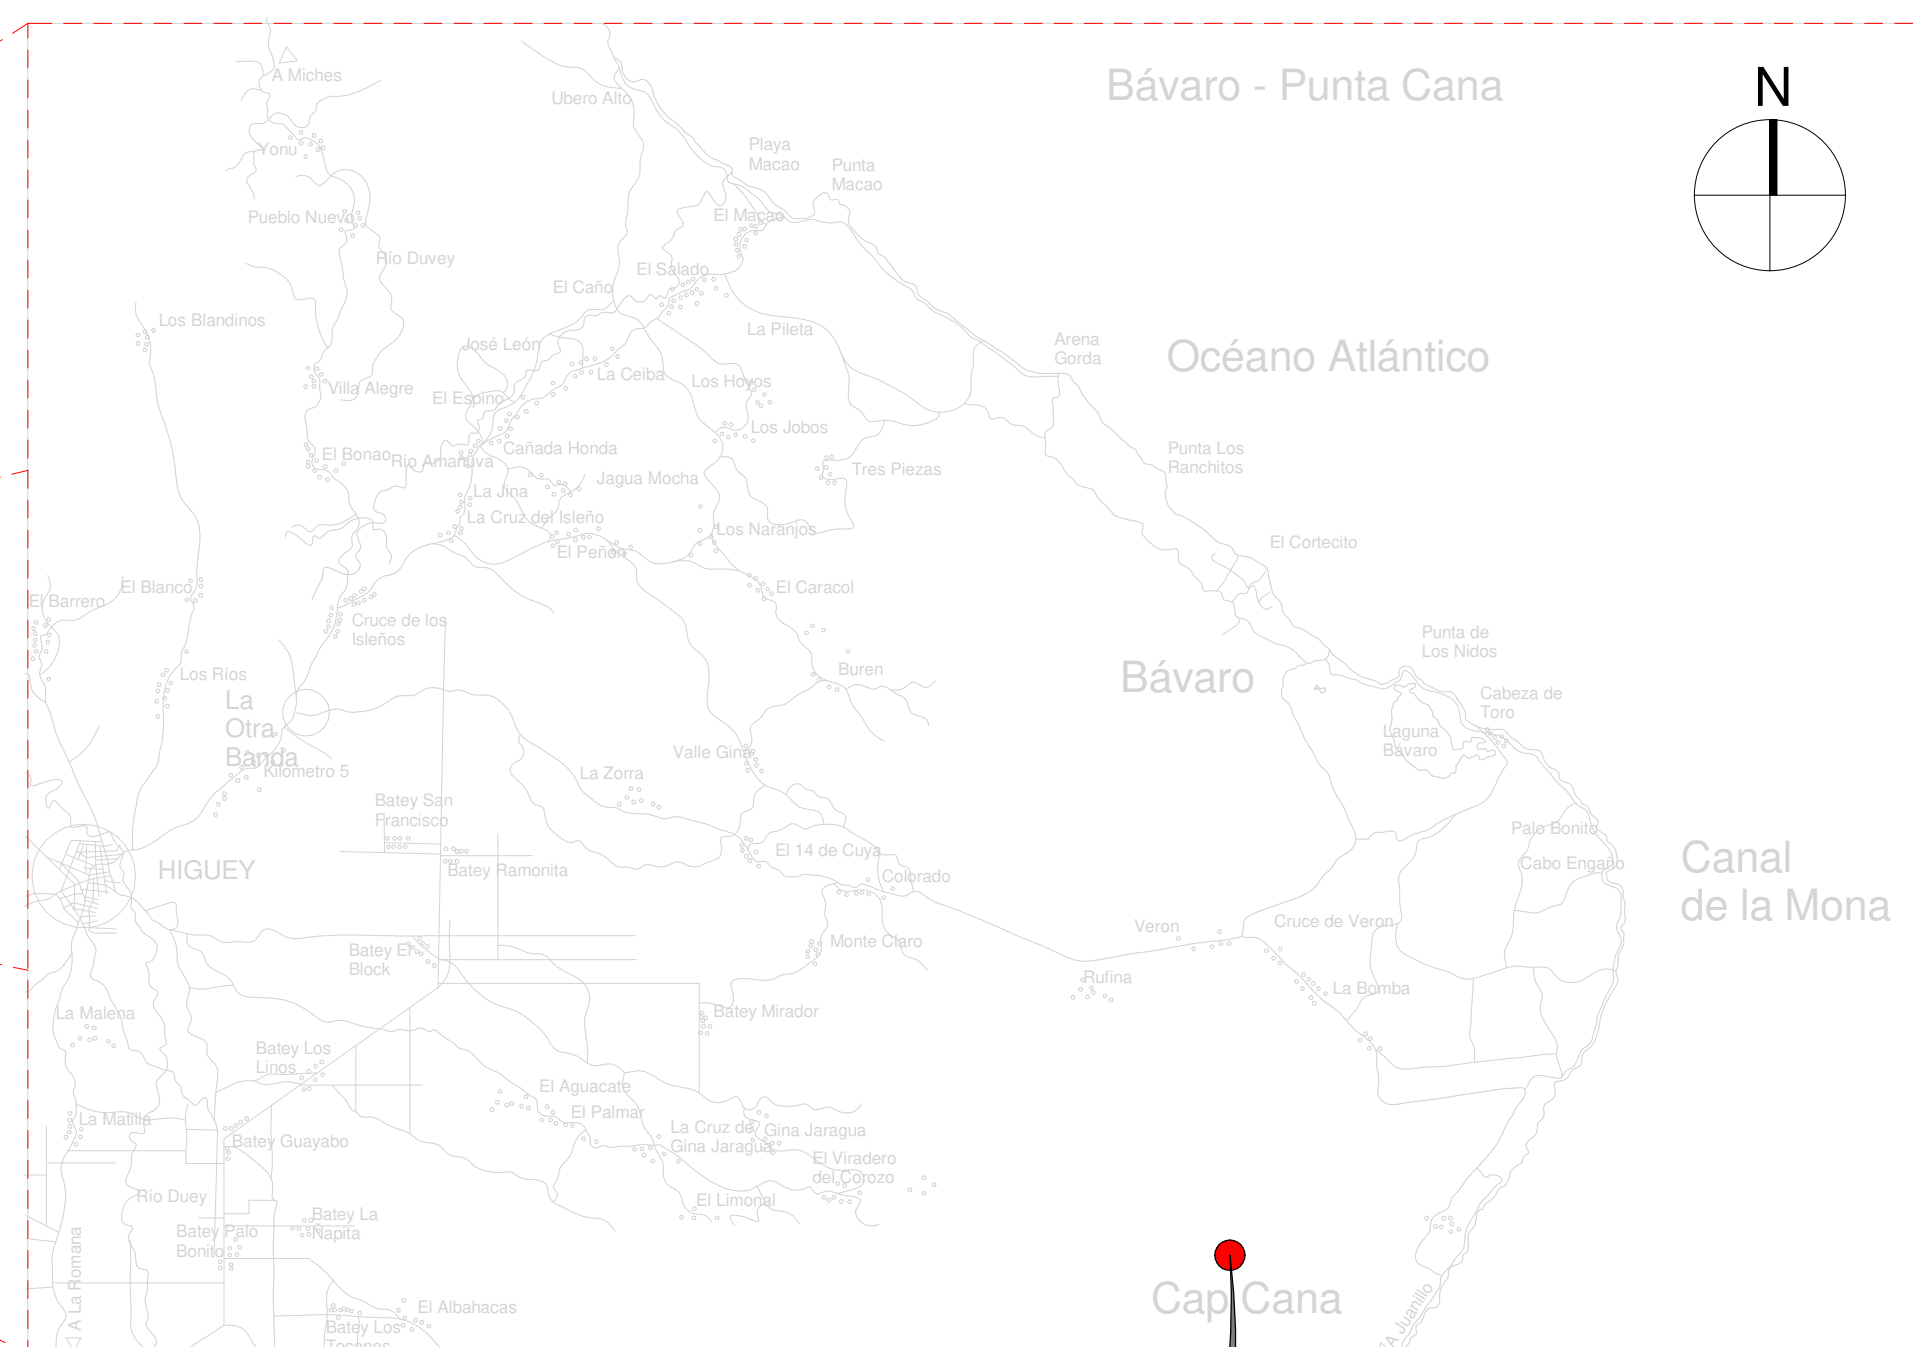 N
Bávaro - Punta Cana
A Miches
Ubero Alto
Yonu
Playa
Macao
Punta
Macao
Pueblo Nuevo
El Macao
Río Duvey
El Salado
El Caño
Los Blandinos
La Pileta
José León
Arena
Gorda
Océano Atlántico
La Ceiba
Los Hoyos
Villa Alegre
El Espino
Los Jobos
Cañada Honda
El Bonao
Río Amanuva
Punta Los
Ranchitos
Tres Piezas
Jagua Mocha
La Jina
La Cruz del Isleño
Los Naranjos
El Cortecito
El Peñon
El Blanco
El Caracol
El Barrero
Cruce de los
Isleños
Punta de
Los Nidos
Buren
Bávaro
Los Ríos
La
Otra
Banda
Cabeza de
Toro
Laguna
Bávaro
Valle Gina
Kilometro 5
La Zorra
Batey San
Francisco
Palo Bonito
El 14 de Cuya
Cabo Engaño
Canal
de la Mona
HIGUEY
Batey Ramonita
Colorado
Veron
Cruce de Veron
Monte Claro
Batey El
Block
Rufina
La Bomba
La Malena
Batey Mirador
Batey Los
Linos
El Aguacate
El Palmar
La Matilla
La Cruz de
Gina Jaragua
Gina Jaragua
Batey Guayabo
El Viradero
del Corozo
Río Duey
El Limonal
Batey La
Napita
Batey Palo
Bonito
A La Romana
Cap Cana
El Albahacas
A Juanillo
Batey Los
Tocones